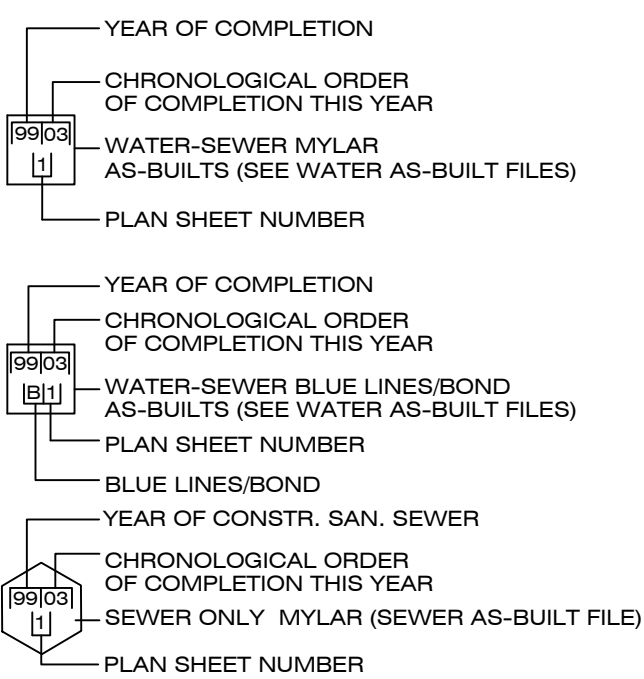 YEAR OF COMPLETION
CHRONOLOGICAL ORDER
OF COMPLETION THIS YEAR
99 03
1
WATER-SEWER MYLAR
AS-BUILTS (SEE WATER AS-BUILT FILES)
PLAN SHEET NUMBER
YEAR OF COMPLETION
CHRONOLOGICAL ORDER
OF COMPLETION THIS YEAR
99 03
B 1
WATER-SEWER BLUE LINES/BOND
AS-BUILTS (SEE WATER AS-BUILT FILES)
PLAN SHEET NUMBER
BLUE LINES/BOND
YEAR OF CONSTR. SAN. SEWER
CHRONOLOGICAL ORDER
OF COMPLETION THIS YEAR
99 03
1
SEWER ONLY MYLAR (SEWER AS-BUILT FILE)
PLAN SHEET NUMBER